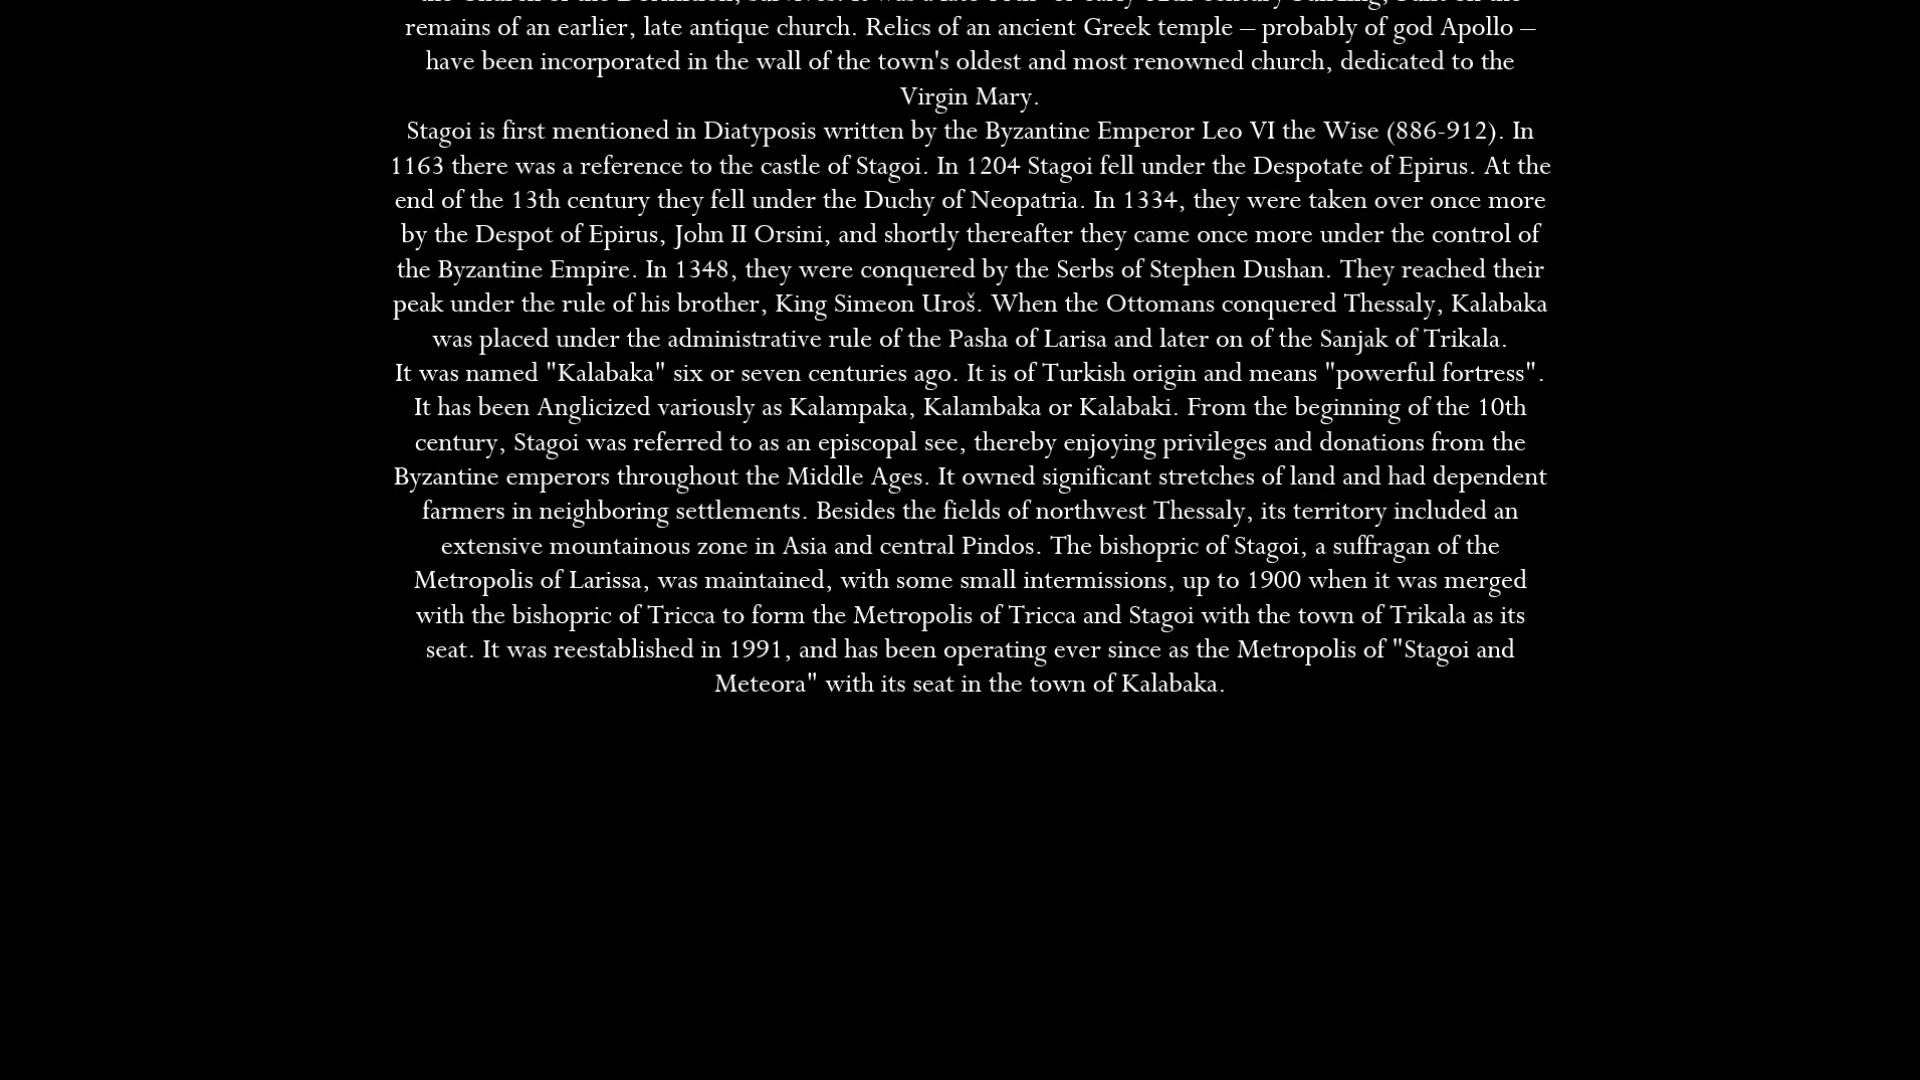 remains of an earlier, late antique church. Relics of an ancient Greek temple – probably of god Apollo –
have been incorporated in the wall of the town's oldest and most renowned church, dedicated to the
Virgin Mary.
Stagoi is first mentioned in Diatyposis written by the Byzantine Emperor Leo VI the Wise (886-912). In
1163 there was a reference to the castle of Stagoi. In 1204 Stagoi fell under the Despotate of Epirus. At the
end of the 13th century they fell under the Duchy of Neopatria. In 1334, they were taken over once more
by the Despot of Epirus, John II Orsini, and shortly thereafter they came once more under the control of
the Byzantine Empire. In 1348, they were conquered by the Serbs of Stephen Dushan. They reached their
peak under the rule of his brother, King Simeon Uroš. When the Ottomans conquered Thessaly, Kalabaka
was placed under the administrative rule of the Pasha of Larisa and later on of the Sanjak of Trikala.
It was named "Kalabaka" six or seven centuries ago. It is of Turkish origin and means "powerful fortress".
It has been Anglicized variously as Kalampaka, Kalambaka or Kalabaki. From the beginning of the 10th
century, Stagoi was referred to as an episcopal see, thereby enjoying privileges and donations from the
Byzantine emperors throughout the Middle Ages. It owned significant stretches of land and had dependent
farmers in neighboring settlements. Besides the fields of northwest Thessaly, its territory included an
extensive mountainous zone in Asia and central Pindos. The bishopric of Stagoi, a suffragan of the
Metropolis of Larissa, was maintained, with some small intermissions, up to 1900 when it was merged
with the bishopric of Tricca to form the Metropolis of Tricca and Stagoi with the town of Trikala as its
seat. It was reestablished in 1991, and has been operating ever since as the Metropolis of "Stagoi and
Meteora" with its seat in the town of Kalabaka.